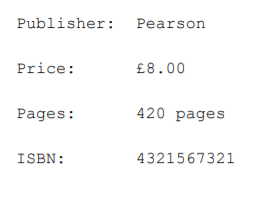 Publisher: Pearson
Price: £8.00
Pages: 420 pages
ISBN: 4321567321